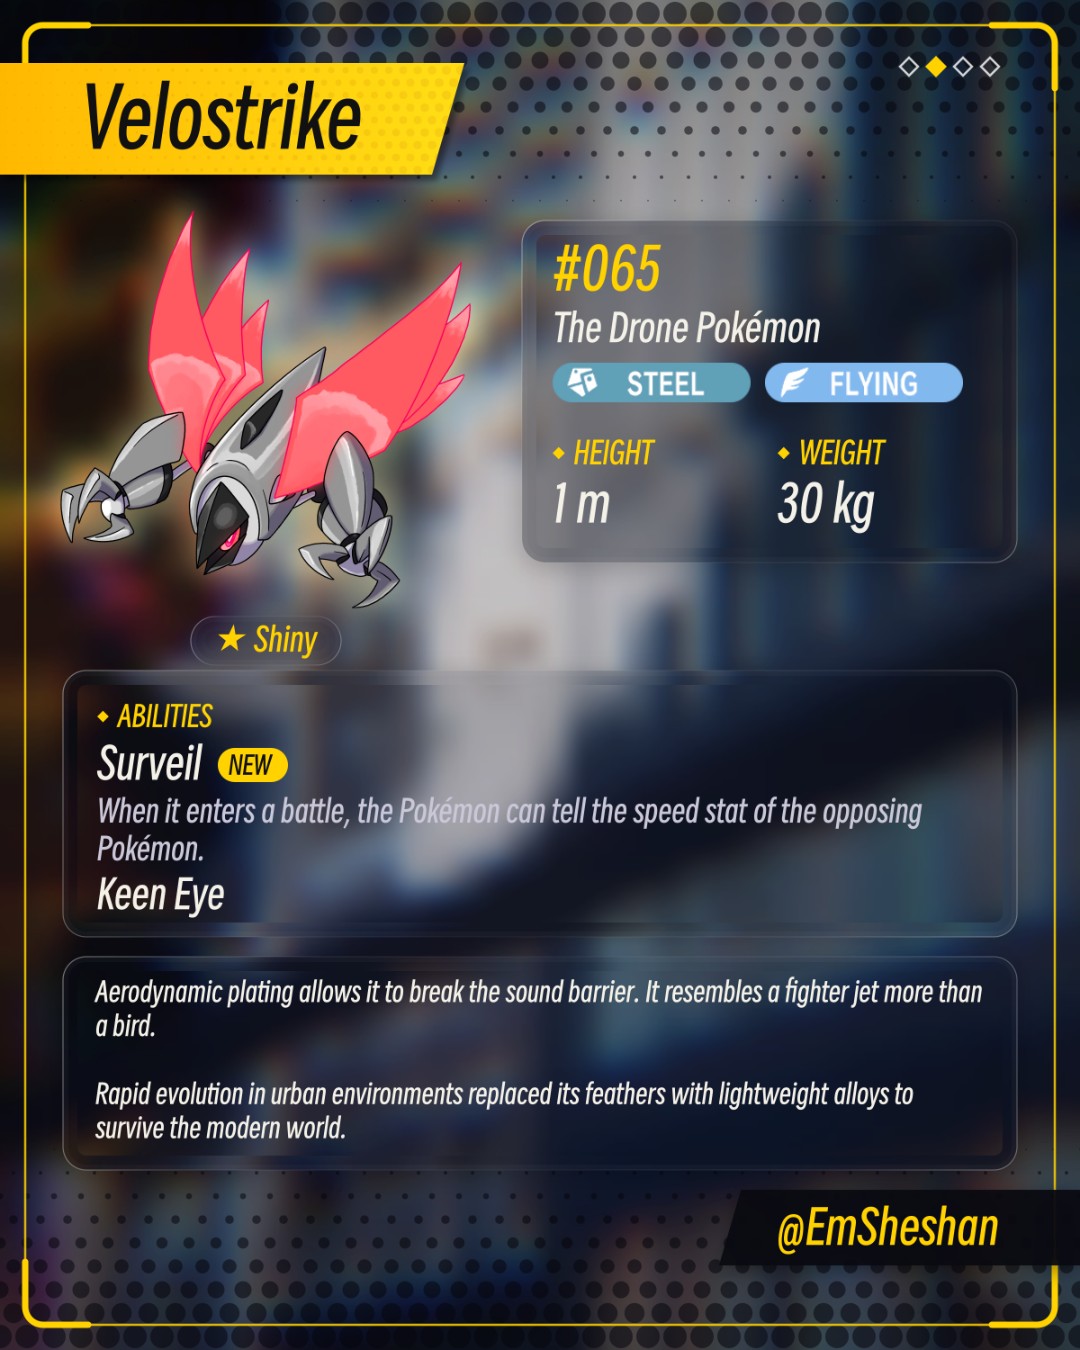 Velostrike
#065
The Drone Pokémon
STEEL FLYING
HEIGHT WEIGHT
1 m 30 kg
★ Shiny
ABILITIES
Surveil NEW
When it enters a battle, the Pokémon can tell the speed stat of the opposing
Pokémon.
Keen Eye
Aerodynamic plating allows it to break the sound barrier. It resembles a fighter jet more than
a bird.
Rapid evolution in urban environments replaced its feathers with lightweight alloys to
survive the modern world.
@EmSheshan